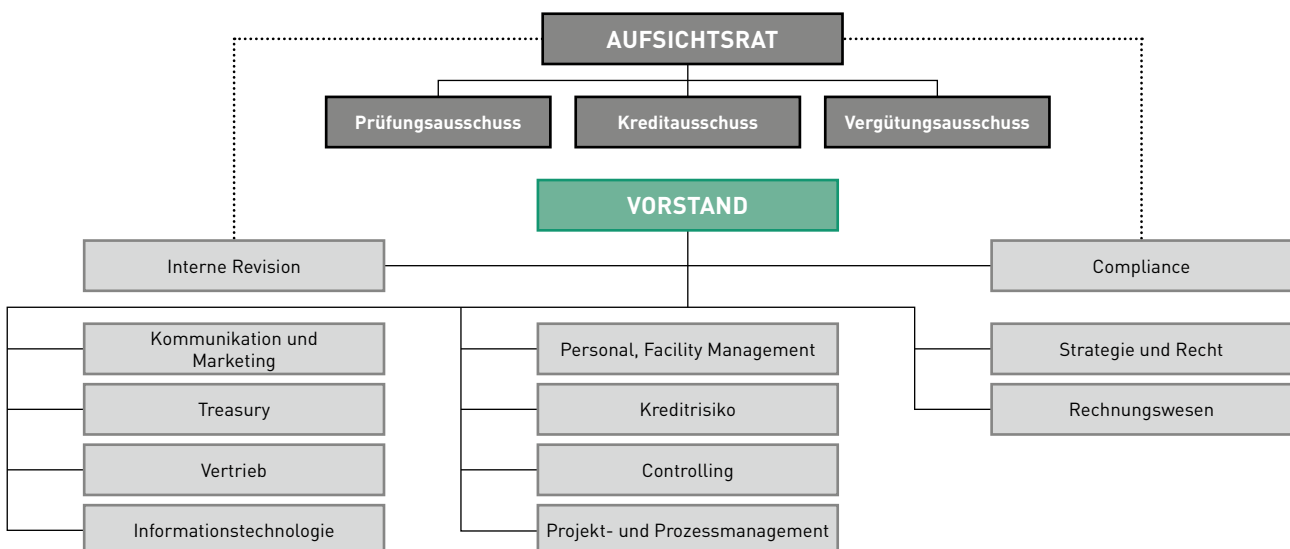 AUFSICHTSRAT
Prüfungsausschuss
Kreditausschuss
Vergütungsausschuss
VORSTAND
Interne Revision
Compliance
Kommunikation und
Marketing
Personal, Facility Management
Strategie und Recht
Treasury
Kreditrisiko
Rechnungswesen
Vertrieb
Controlling
Informationstechnologie
Projekt- und Prozessmanagement